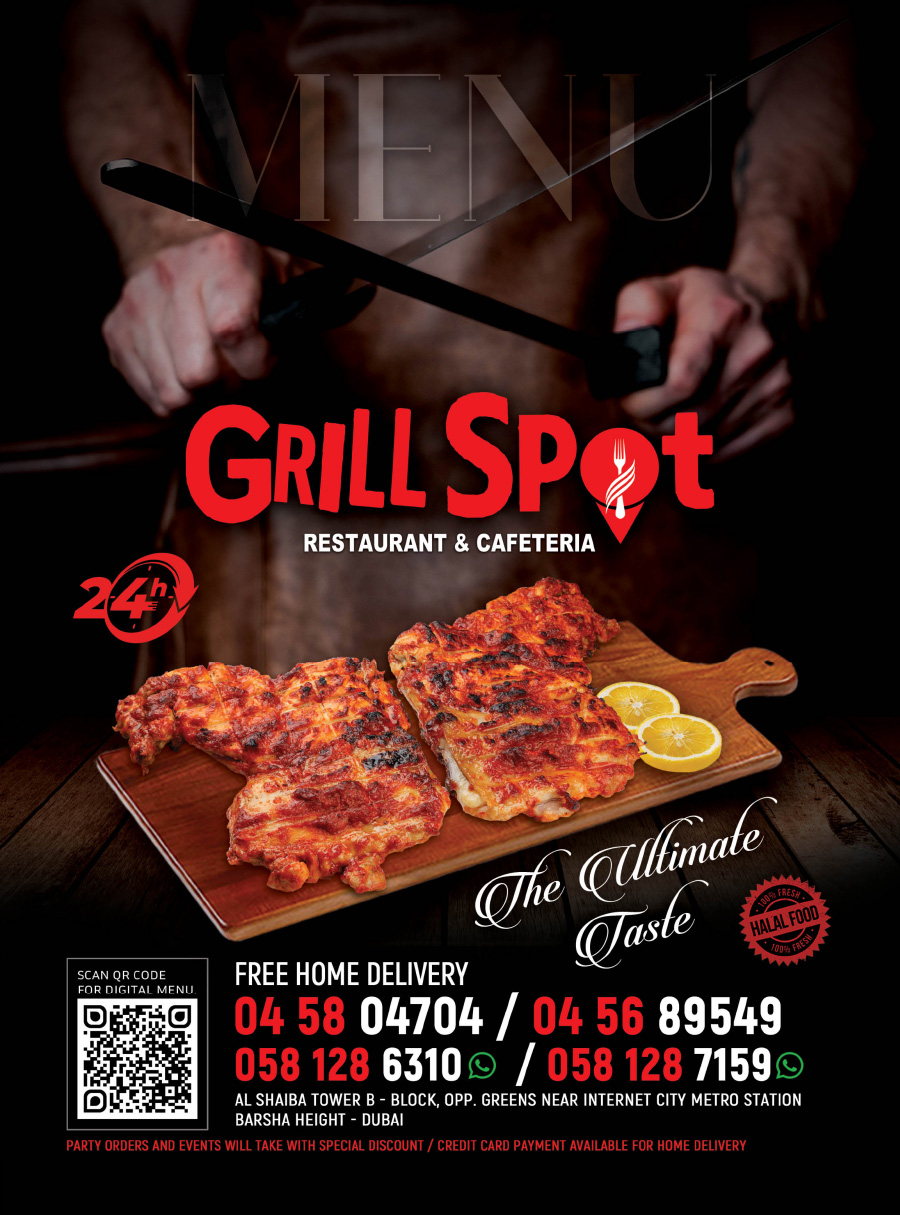 MENU
GRILL SPOT
RESTAURANT & CAFETERIA
24h
The Ultimate
Taste
100% FRESH
HALAL FOOD
100% FRESH
SCAN QR CODE
FOR DIGITAL MENU
FREE HOME DELIVERY
04 58 04704 / 04 56 89549
058 128 6310 / 058 128 7159
AL SHAIBA TOWER B - BLOCK, OPP. GREENS NEAR INTERNET CITY METRO STATION
BARSHA HEIGHT - DUBAI
PARTY ORDERS AND EVENTS WILL TAKE WITH SPECIAL DISCOUNT / CREDIT CARD PAYMENT AVAILABLE FOR HOME DELIVERY